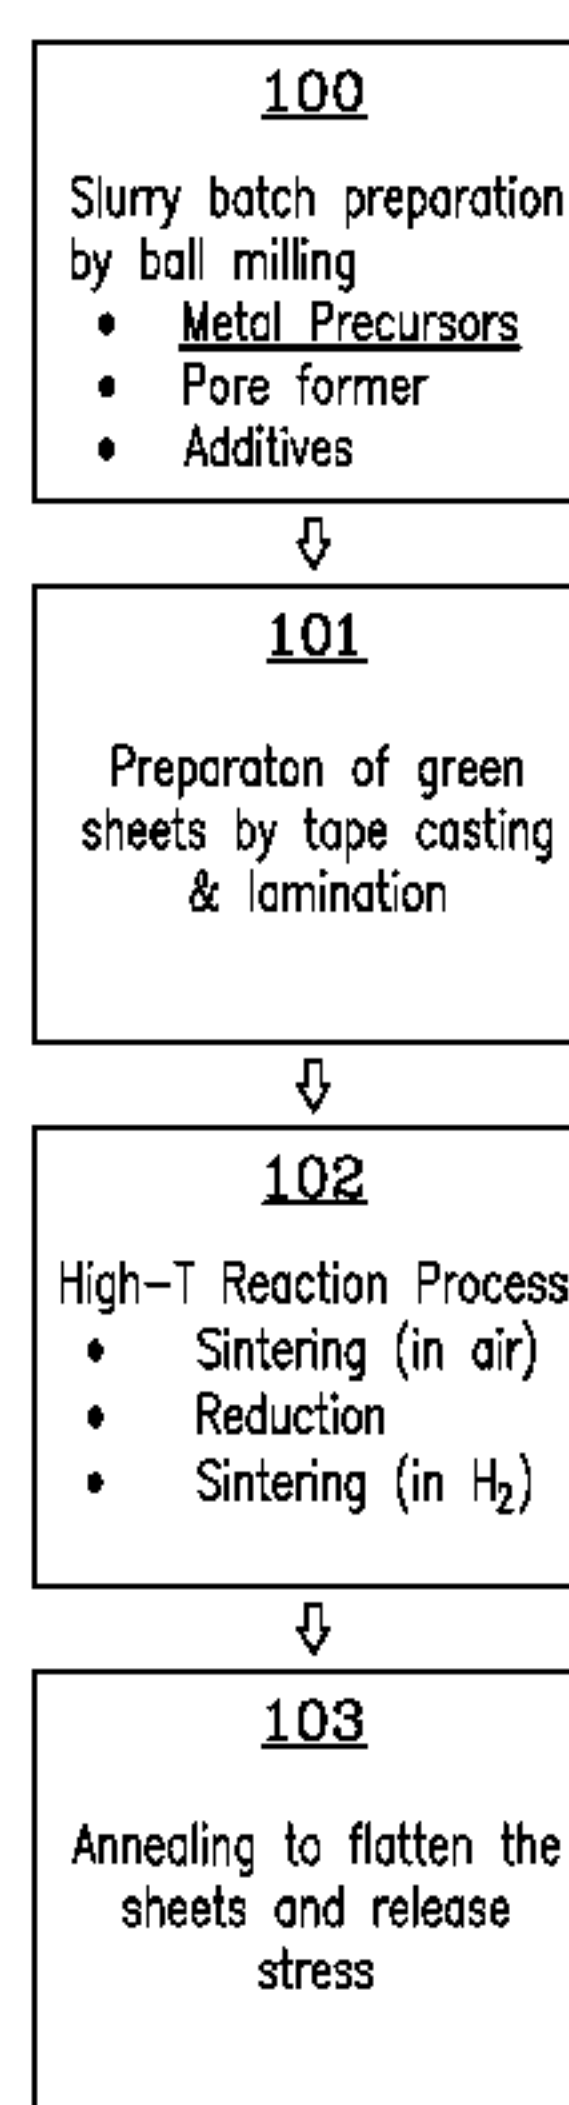 100
Slurry batch preparation
by ball milling
• Metal Precursors
• Pore former
• Additives
101
Preparaton of green
sheets by tape casting
& lamination
102
High-T Reaction Process
• Sintering (in air)
• Reduction
• Sintering (in H₂)
103
Annealing to flatten the
sheets and release
stress